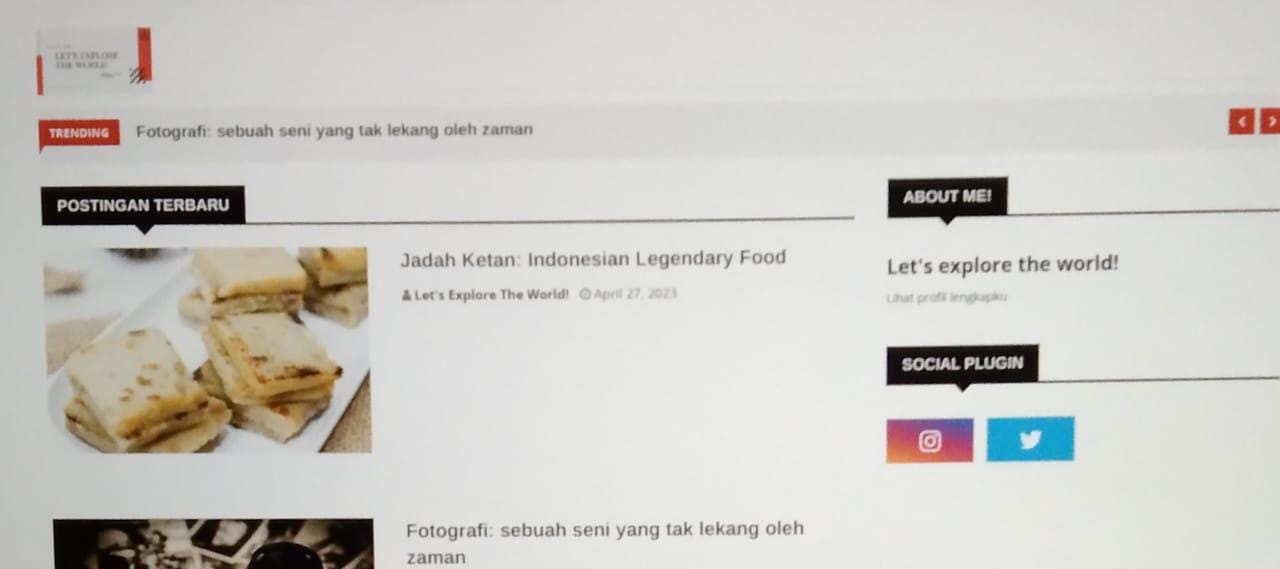 LET'S EXPLORE
THE WORLD!
TRENDING
Fotografi: sebuah seni yang tak lekang oleh zaman
POSTINGAN TERBARU
Jadah Ketan: Indonesian Legendary Food
Let's Explore The World! April 27, 2023
Fotografi: sebuah seni yang tak lekang oleh
zaman
ABOUT ME!
Let's explore the world!
Lihat profil lengkapku
SOCIAL PLUGIN